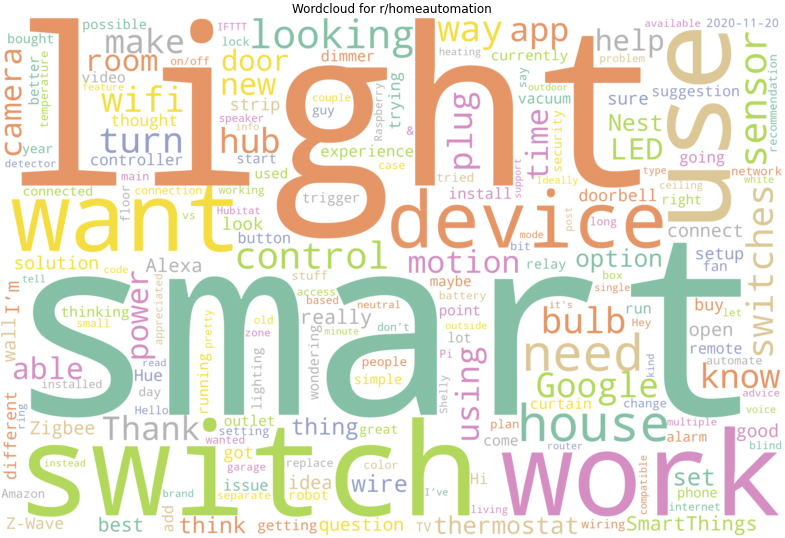 Wordcloud for r/homeautomation
possible
IFTTT
looking
way
app
help
available
2020-11-20
bought
make
lock
on/off
dimmer
currently
say
heating
problem
better
temperature
camera
room
door
new
video
feature
couple
guy
Raspberry
trying
outdoor
vacuum
sure
suggestion
sensor
recommendation
light
use
wifi
thought
strip
speaker
info
&
plug
time
security
Nest
LED
year
detector
turn
controller
hub
start
used
experience
case
tried
install
support
Ideally
going
type
network
white
main
connected
connection
working
trigger
doorbell
right
ceiling
floor
vs
Hubitat
look
button
mode
bit
post
long
connect
want
device
switches
solution
code
Alexa
control
stuff
access
motion
relay
option
box
single
setup
fan
tell
I'm
wall
thinking
small
power
appreciated
really
based
neutral
battery
maybe
point
lot
outside
it's
run
Hey
buy
let
open
remote
automate
smart
able
installed
read
Hue
day
Hello
running
pretty
old
zone
minute
lighting
wondering
don't
people
simple
Pi
Shelly
using
bulb
need
Google
curtain
kind
change
know
advice
voice
different
ring
Zigbee
Thank
outlet
setting
wanted
thing
great
plan
come
house
multiple
alarm
good
blind
switch
work
instead
got
garage
issue
replace
idea
color
wire
I've
Hi
router
compatible
set
phone
internet
Amazon
Z-Wave
best
add
brand
think
separate
getting
robot
question
TV
thermostat
living
wiring
SmartThings